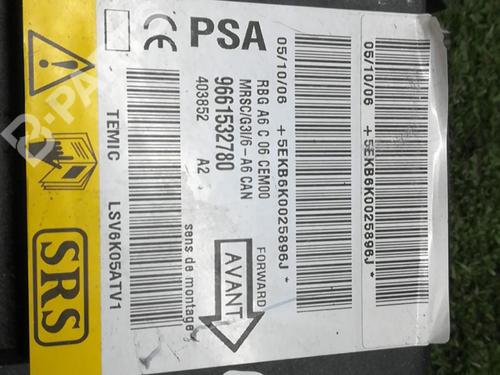 PSA
RBG A6 C 06 CEM00
MRSC/G3I/6-A6 CAN
9661532780
403852 A2
05/10/06 +5EKB6K0025896J*
05/10/06 +5EKB6K0025896J*
TEMIC LSV6K05ATV1
sens de montage
AVANT
FORWARD
SRS